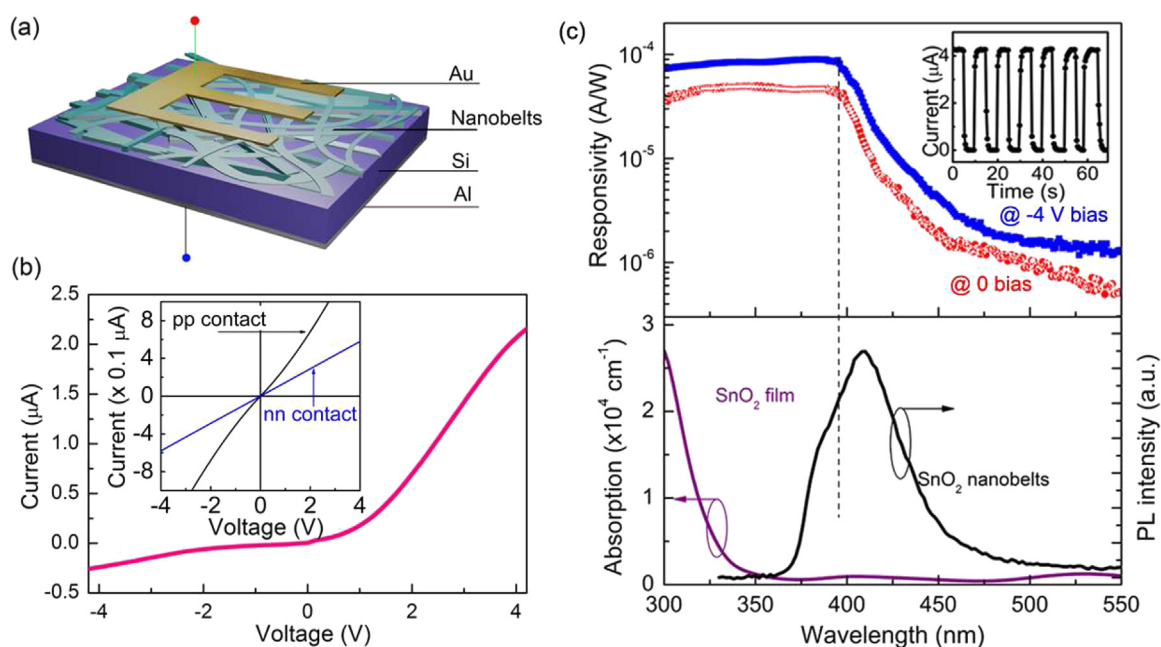 (a)
Au
Nanobelts
Si
Al
(b)
2.5
2.0
1.5
1.0
0.5
0.0
-0.5
Current (μA)
-4 -2 0 2 4
Voltage (V)
8
4
0
-4
-8
Current (x 0.1 μA)
pp contact
nn contact
-4 -2 0 2 4
Voltage (V)
(c)
10⁻⁴
10⁻⁵
10⁻⁶
Responsivity (A/W)
@ -4 V bias
@ 0 bias
4
2
0
Current (μA)
0 20 40 60
Time (s)
3
2
1
0
Absorption (x10⁴ cm⁻¹)
SnO₂ film
SnO₂ nanobelts
PL intensity (a.u.)
300 350 400 450 500 550
Wavelength (nm)